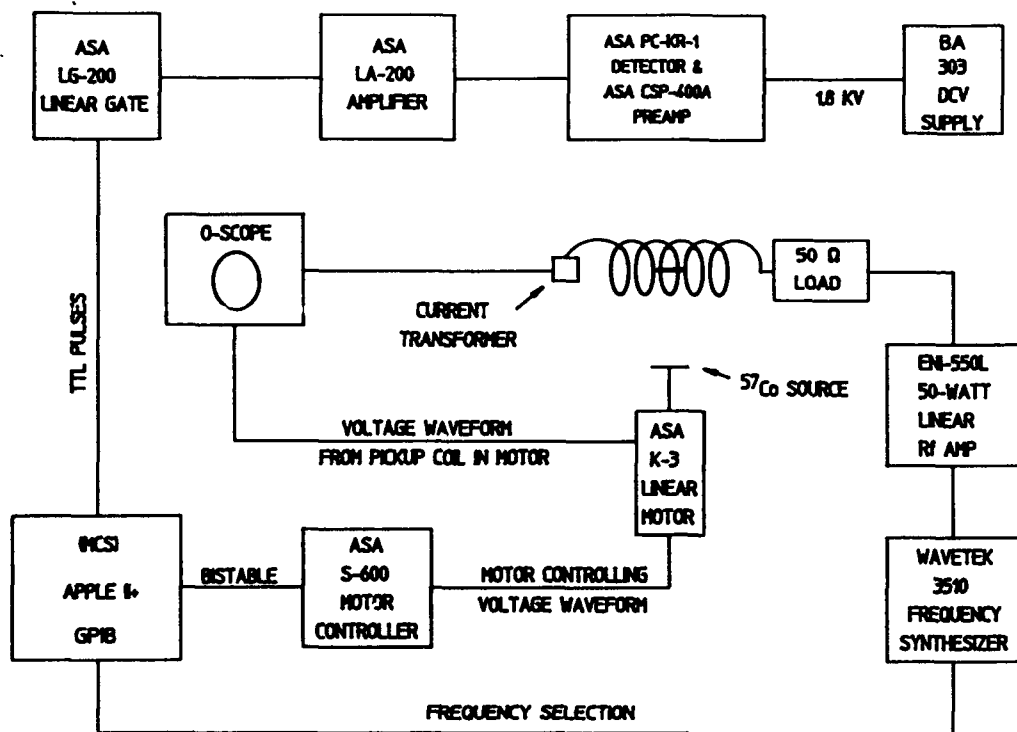 ASA
LG-200
LINEAR GATE
ASA
LA-200
AMPLIFIER
ASA PC-KR-1
DETECTOR &
ASA CSP-400A
PREAMP
1.8 KV
BA
303
DCV
SUPPLY
O-SCOPE
CURRENT
TRANSFORMER
50 Ω
LOAD
TTL PULSES
57Co SOURCE
ENI-550L
50-WATT
LINEAR
Rf AMP
VOLTAGE WAVEFORM
FROM PICKUP COIL IN MOTOR
ASA
K-3
LINEAR
MOTOR
(MCS)
APPLE II+
GPIB
BISTABLE
ASA
S-600
MOTOR
CONTROLLER
MOTOR CONTROLLING
VOLTAGE WAVEFORM
WAVETEK
3510
FREQUENCY
SYNTHESIZER
FREQUENCY SELECTION